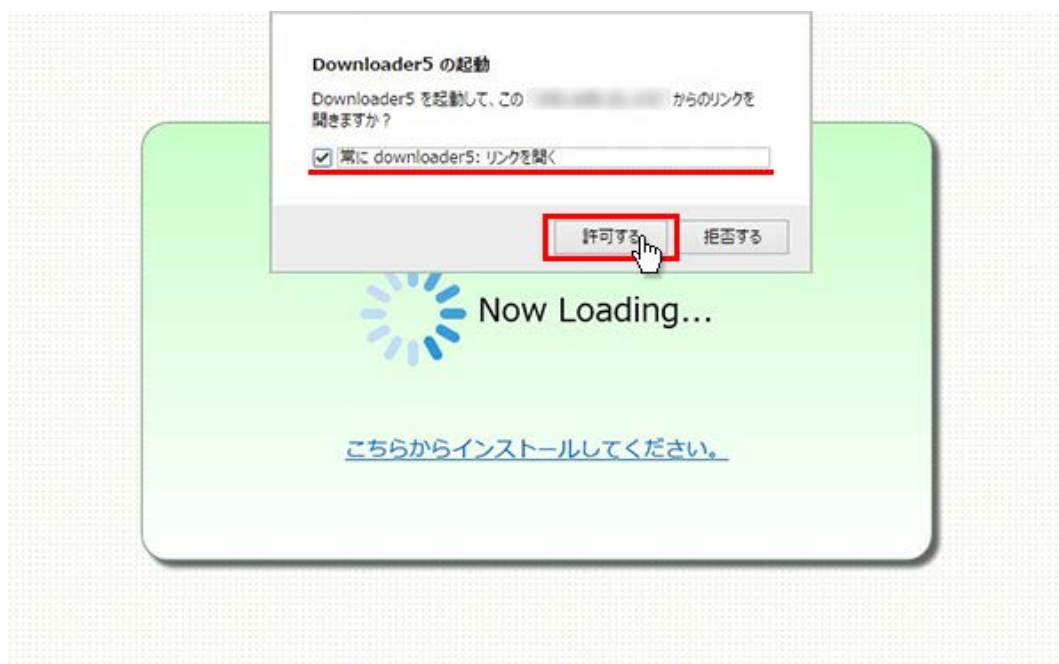 Downloader5 の起動
Downloader5 を起動して、この からのリンクを
開きますか？
常に downloader5: リンクを開く
許可する 拒否する
Now Loading...
こちらからインストールしてください。